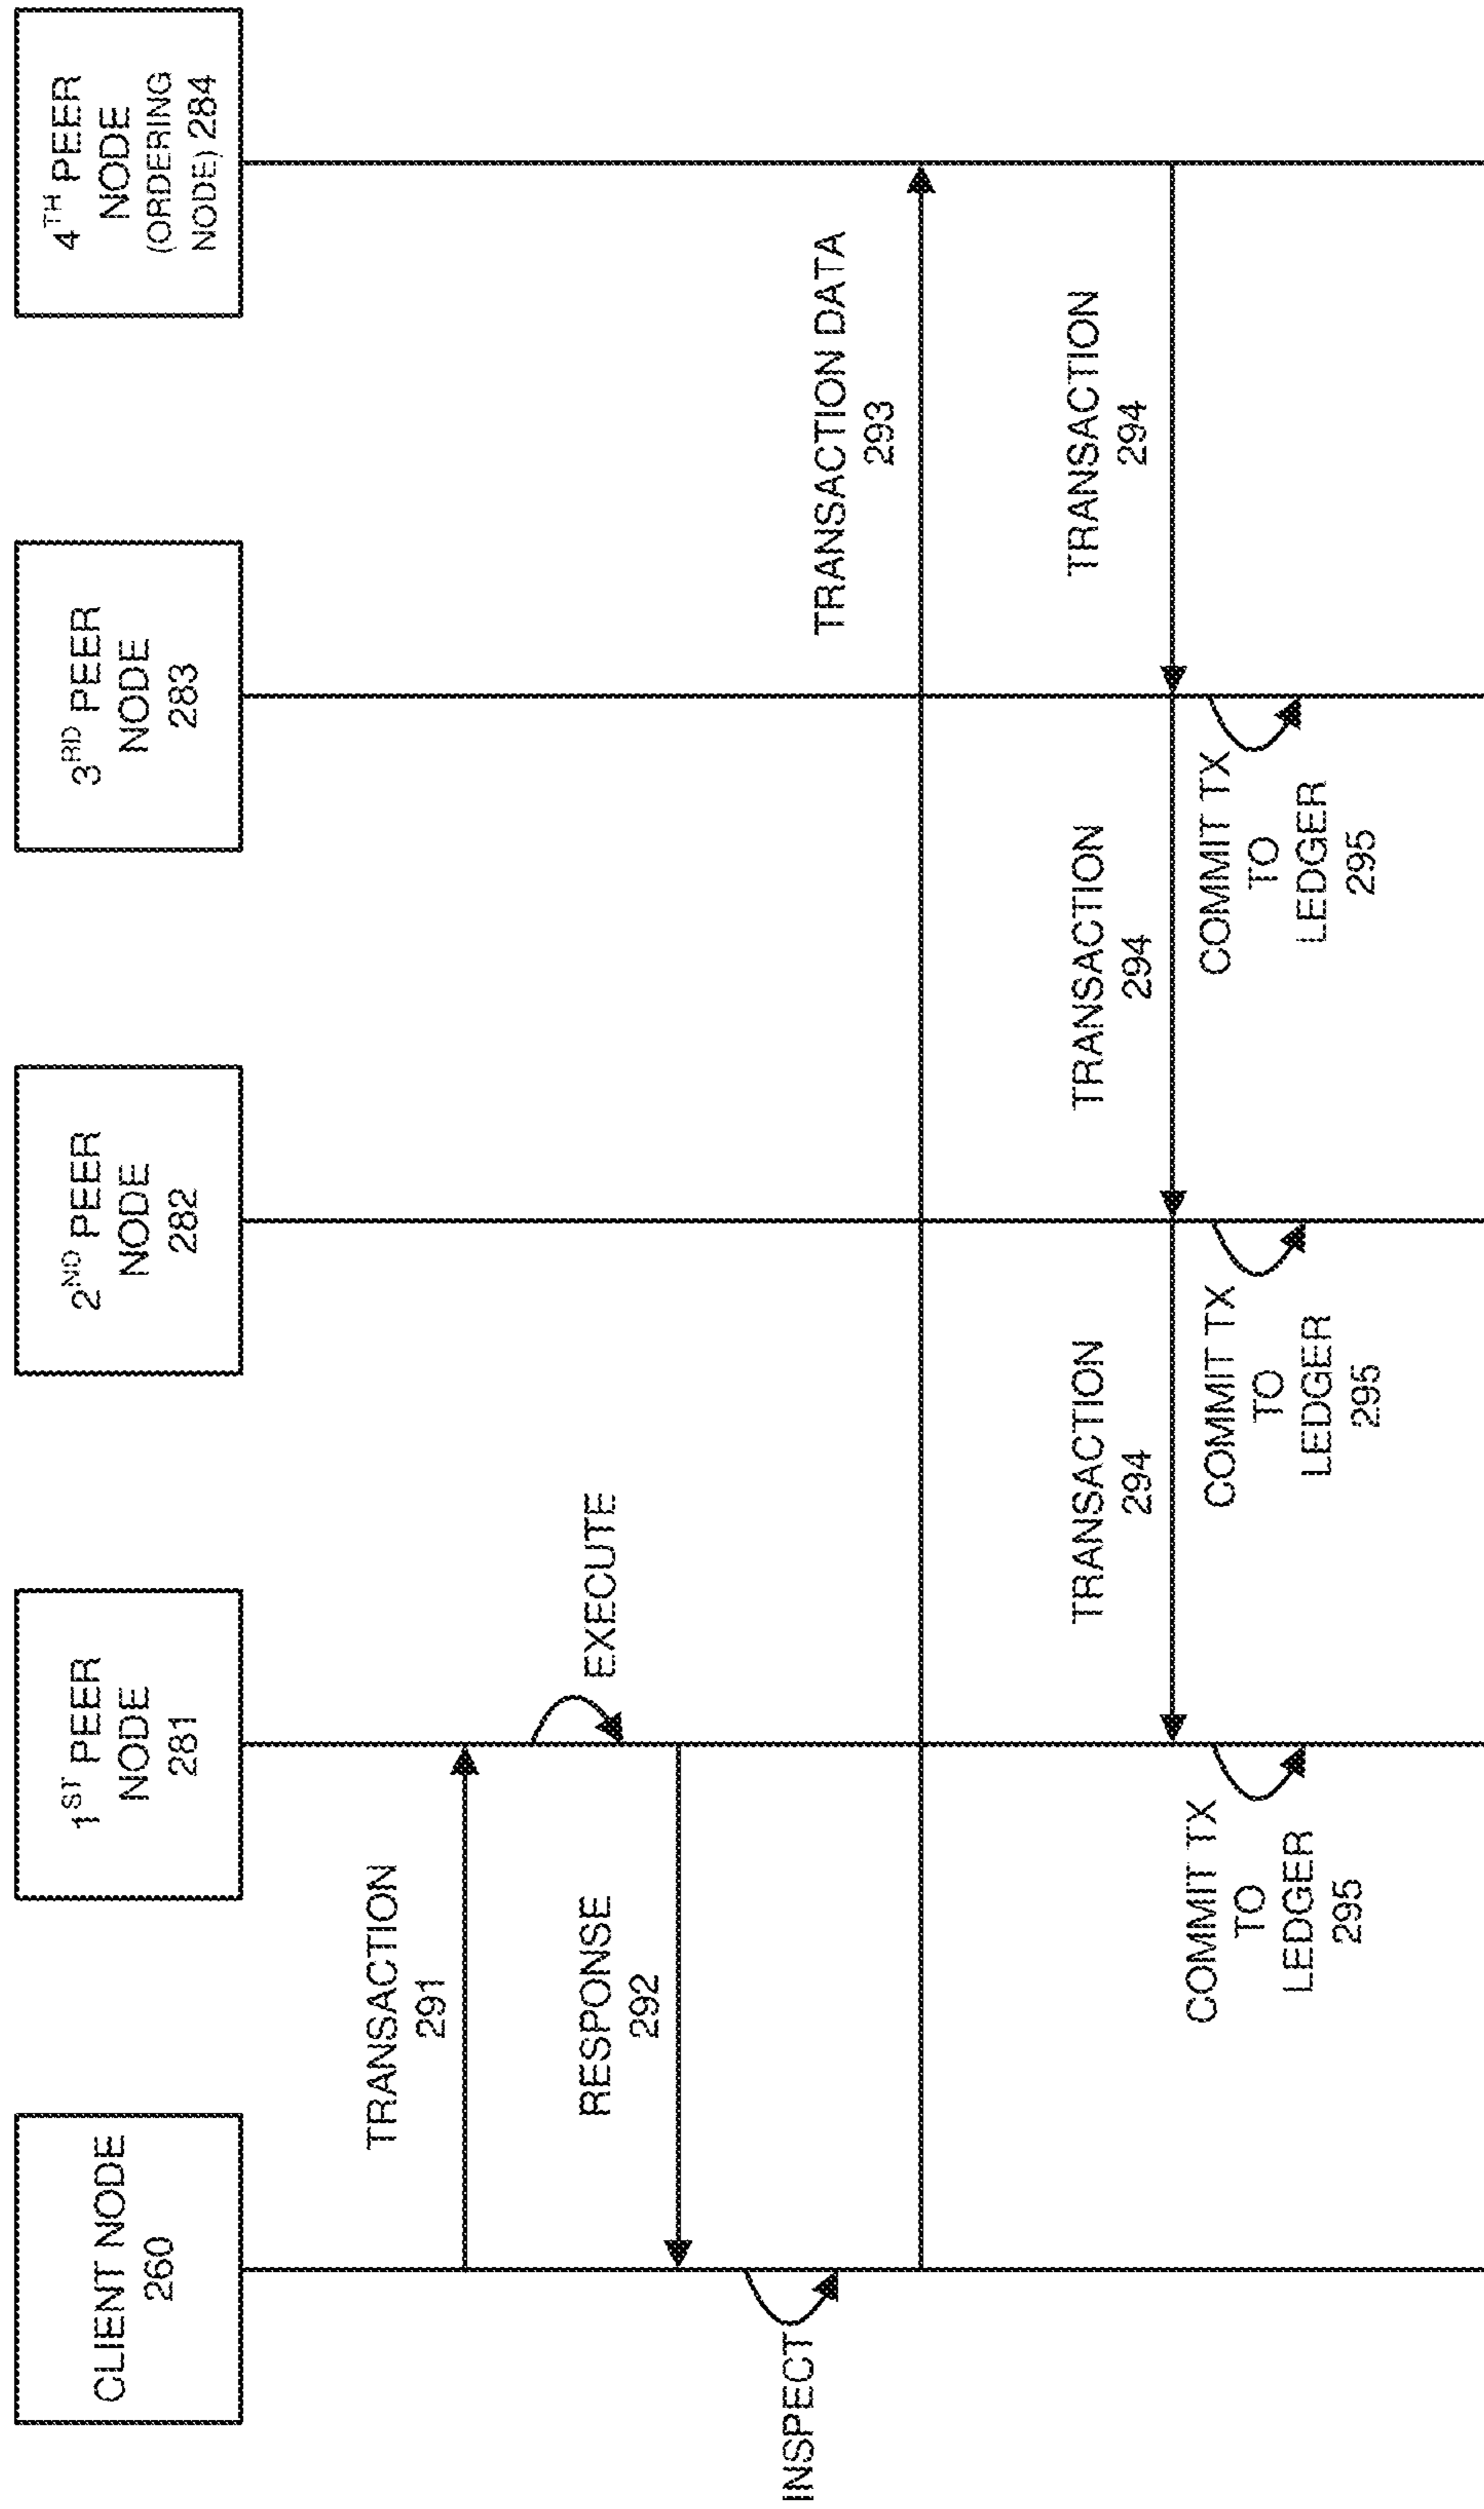 CLIENT NODE
260
1ST PEER
NODE
281
2ND PEER
NODE
282
3RD PEER
NODE
283
4TH PEER
NODE
(ORDERING
NODE) 284
TRANSACTION
291
EXECUTE
RESPONSE
292
INSPECT
TRANSACTION DATA
293
TRANSACTION
294
TRANSACTION
294
TRANSACTION
294
COMMIT TX
TO
LEDGER
295
COMMIT TX
TO
LEDGER
295
COMMIT TX
TO
LEDGER
295